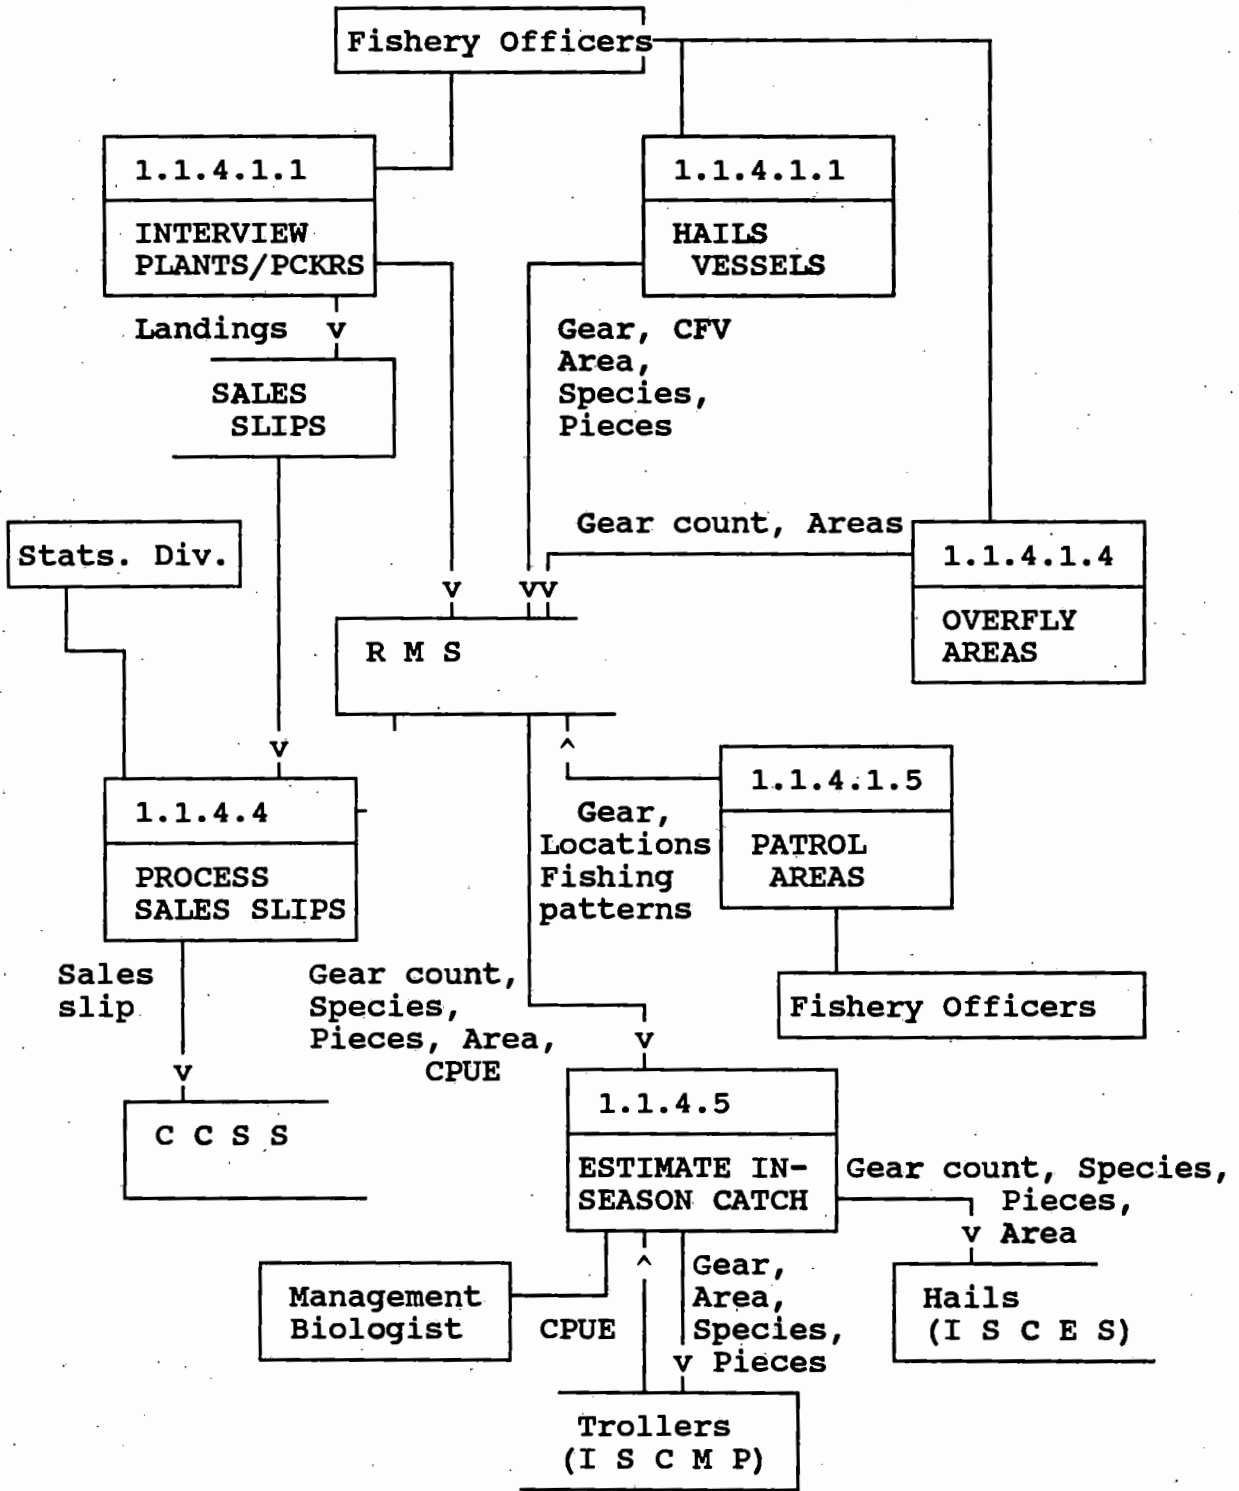 Fishery Officers
1.1.4.1.1
INTERVIEW
PLANTS/PCKRS
1.1.4.1.1
HAILS
VESSELS
Landings v
Gear, CFV
Area,
Species,
Pieces
SALES
SLIPS
Gear count, Areas
Stats. Div.
1.1.4.1.4
OVERFLY
AREAS
v
vv
R M S
v
^
1.1.4.1.5
PATROL
AREAS
Gear,
Locations
Fishing
patterns
1.1.4.4
PROCESS
SALES SLIPS
Sales
slip
v
Gear count,
Species,
Pieces, Area,
CPUE
Fishery Officers
v
C C S S
1.1.4.5
ESTIMATE IN-
SEASON CATCH
Gear count, Species,
Pieces,
v Area
Management
Biologist
CPUE
^
Gear,
Area,
Species,
v Pieces
Hails
(I S C E S)
Trollers
(I S C M P)